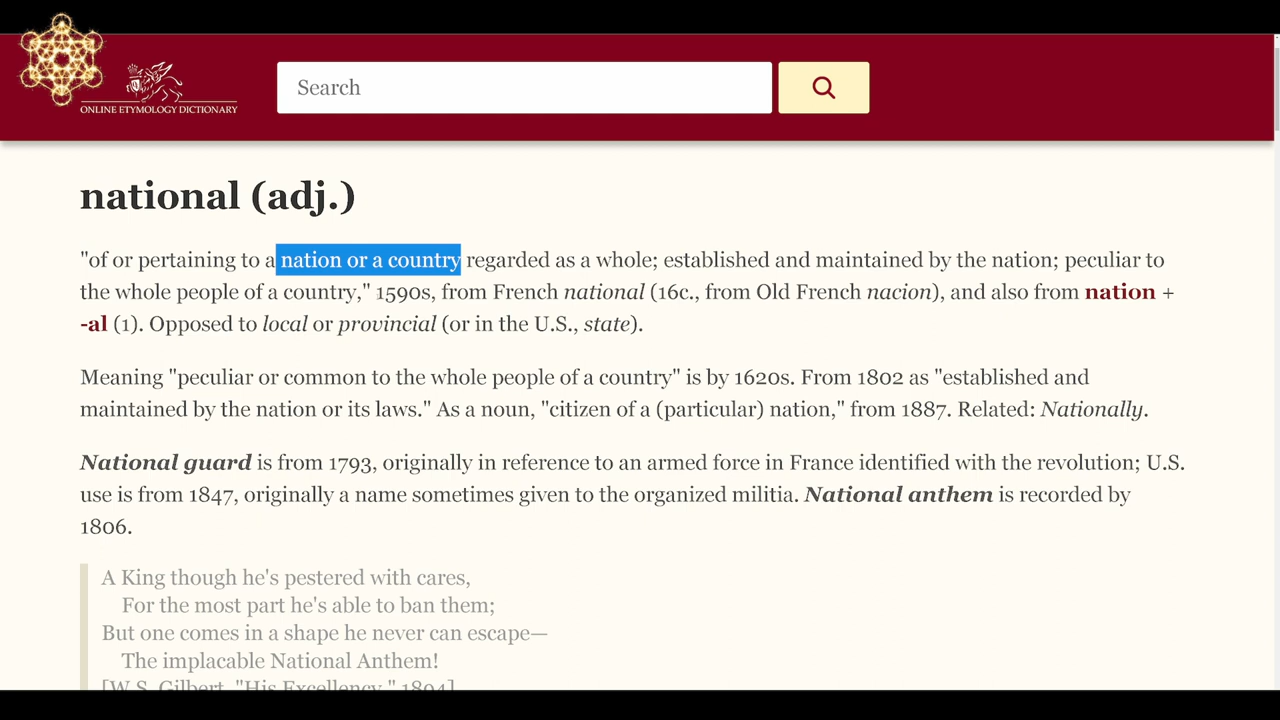 ONLINE ETYMOLOGY DICTIONARY
Search
national (adj.)
"of or pertaining to a nation or a country regarded as a whole; established and maintained by the nation; peculiar to
the whole people of a country," 1590s, from French national (16c., from Old French nacion), and also from nation +
-al (1). Opposed to local or provincial (or in the U.S., state).
Meaning "peculiar or common to the whole people of a country" is by 1620s. From 1802 as "established and
maintained by the nation or its laws." As a noun, "citizen of a (particular) nation," from 1887. Related: Nationally.
National guard is from 1793, originally in reference to an armed force in France identified with the revolution; U.S.
use is from 1847, originally a name sometimes given to the organized militia. National anthem is recorded by
1806.
A King though he's pestered with cares,
For the most part he's able to ban them;
But one comes in a shape he never can escape—
The implacable National Anthem!
[W.S. Gilbert, "His Excellency," 1894]